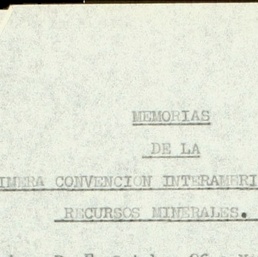 MEMORIAS
DE LA
IMERA CONVENCION INTERAMERI
RECURSOS MINERALES.